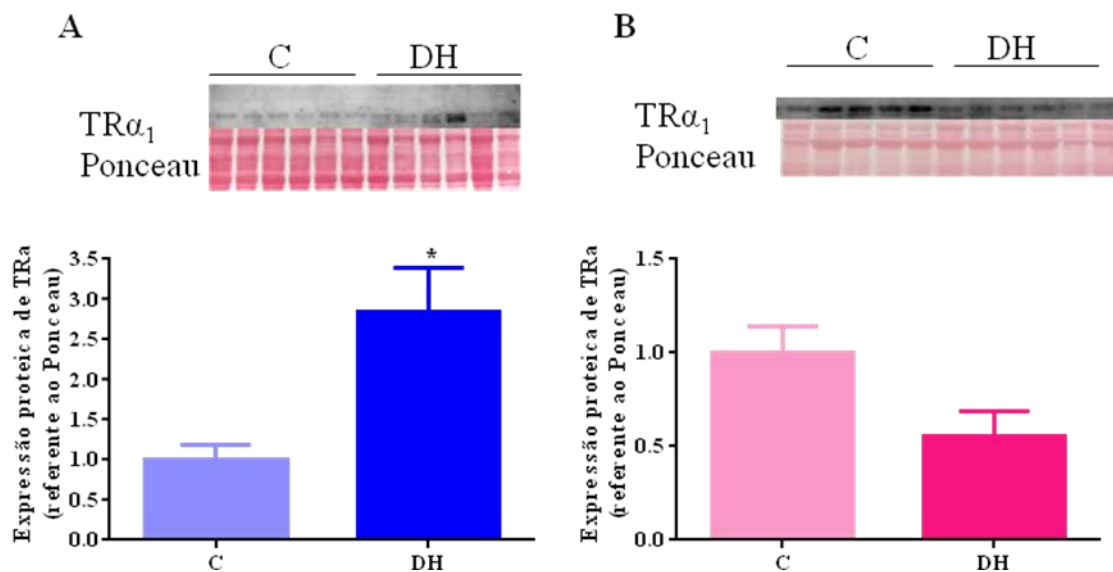 A
C DH
TRα₁
Ponceau
Expressão proteica de TRa
(referente ao Ponceau)
3.5
3.0
2.5
2.0
1.5
1.0
0.5
0.0
*
C DH
B
C DH
TRα₁
Ponceau
Expressão proteica de TRa
(referente ao Ponceau)
1.5
1.0
0.5
0.0
C DH